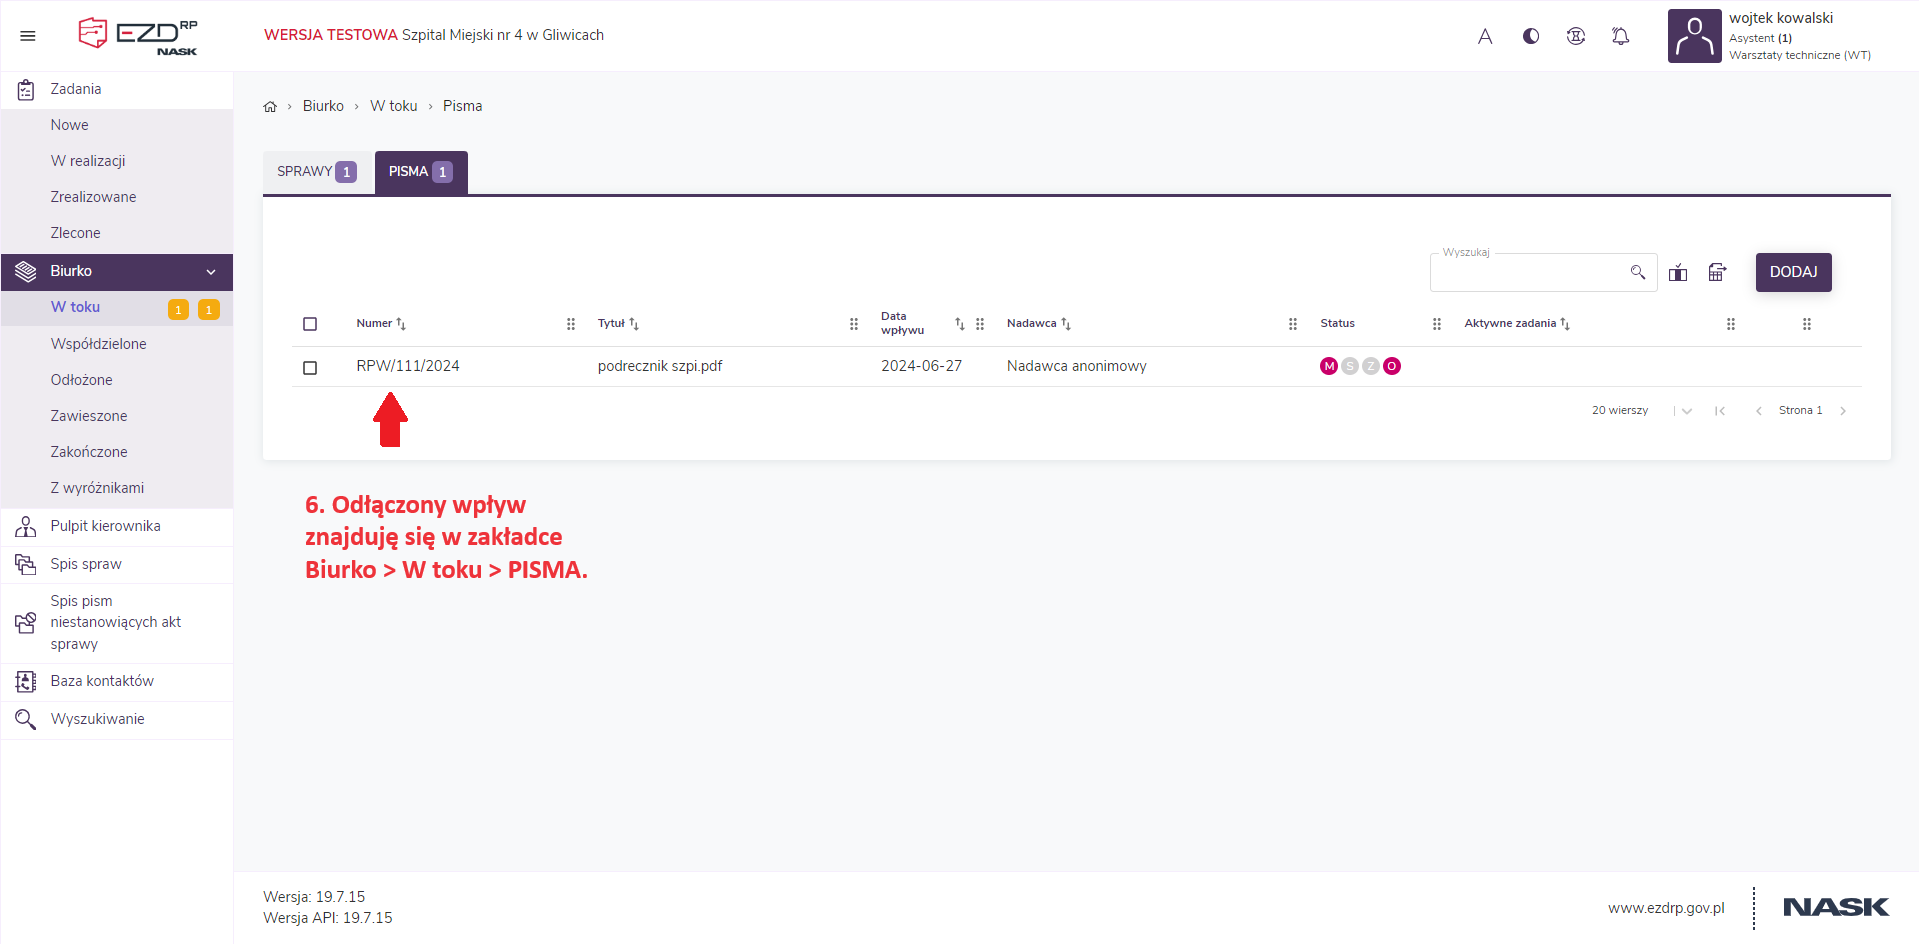 EZD RP
NASK
WERSJA TESTOWA Szpital Miejski nr 4 w Gliwicach
A
wojtek kowalski
Asystent (1)
Warsztaty techniczne (WT)
Zadania
Nowe
W realizacji
Zrealizowane
Zlecone
Biurko
W toku 1 1
Współdzielone
Odłożone
Zawieszone
Zakończone
Z wyróżnikami
Pulpit kierownika
Spis spraw
Spis pism
niestanowiących akt
sprawy
Baza kontaktów
Wyszukiwanie
Biurko › W toku › Pisma
SPRAWY 1 PISMA 1
Wyszukaj
DODAJ
Numer Tytuł Data wpływu Nadawca Status Aktywne zadania
RPW/111/2024 podrecznik szpi.pdf 2024-06-27 Nadawca anonimowy M S Z O
20 wierszy Strona 1
6. Odłączony wpływ
znajduję się w zakładce
Biurko > W toku > PISMA.
Wersja: 19.7.15
Wersja API: 19.7.15
www.ezdrp.gov.pl
NASK